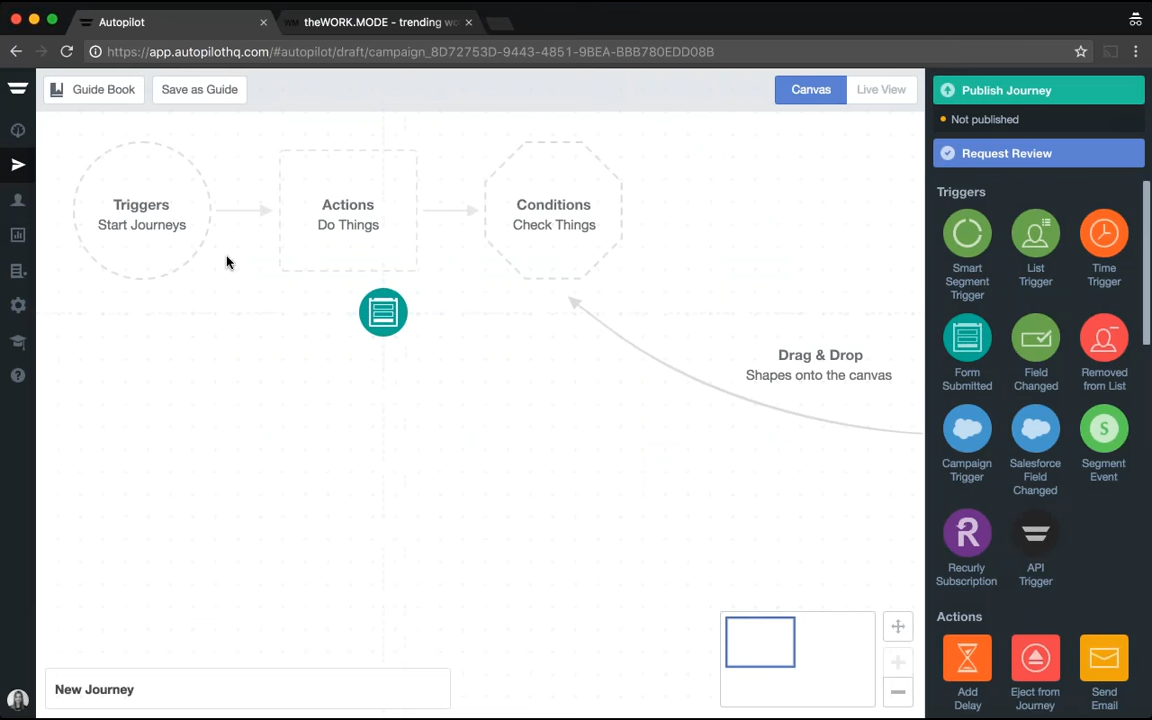 Autopilot
WM theWORK.MODE - trending wo
https://app.autopilothq.com/#autopilot/draft/campaign_8D72753D-9443-4851-9BEA-BBB780EDD08B
Guide Book
Save as Guide
Canvas
Live View
Publish Journey
Not published
Request Review
Triggers
Start Journeys
Actions
Do Things
Conditions
Check Things
Drag & Drop
Shapes onto the canvas
New Journey
Triggers
Smart
Segment
Trigger
List
Trigger
Time
Trigger
Form
Submitted
Field
Changed
Removed
from List
Campaign
Trigger
Salesforce
Field
Changed
S
Segment
Event
R
Recurly
Subscription
API
Trigger
Actions
Add
Delay
Eject from
Journey
Send
Email